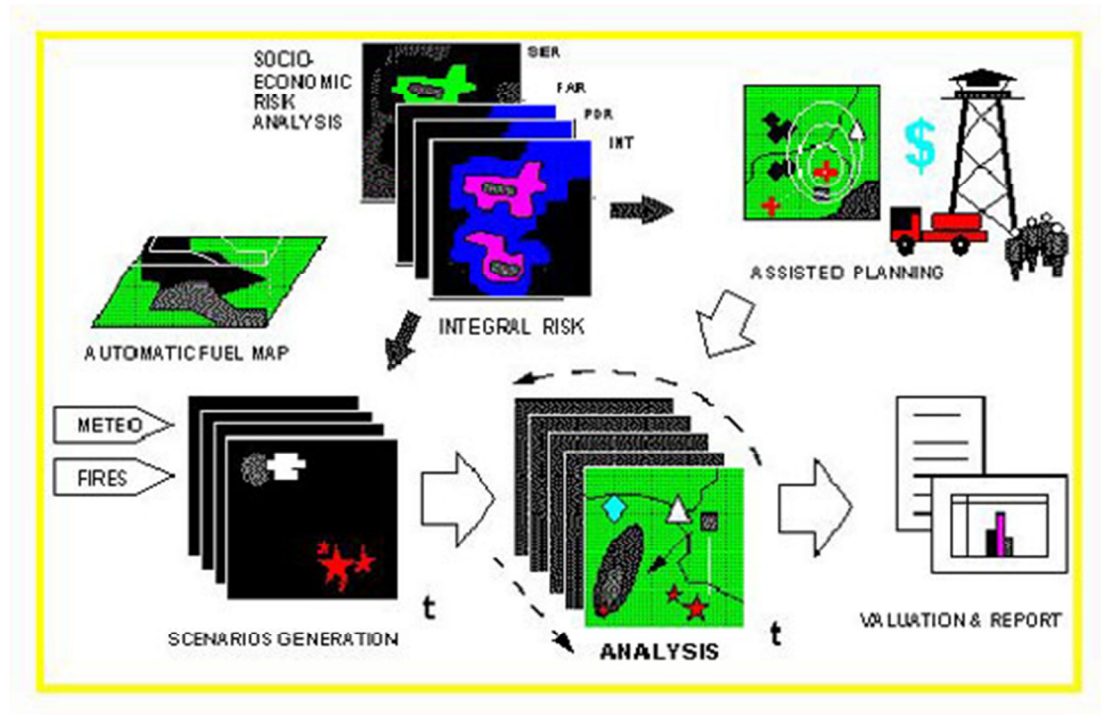 SOCIO-
ECONOMIC
RISK
ANALYSIS
SIER
FAR
PDR
INT
$
ASSISTED PLANNING
INTEGRAL RISK
AUTOMATIC FUEL MAP
METEO
FIRES
t
SCENARIOS GENERATION
t
ANALYSIS
VALUATION & REPORT